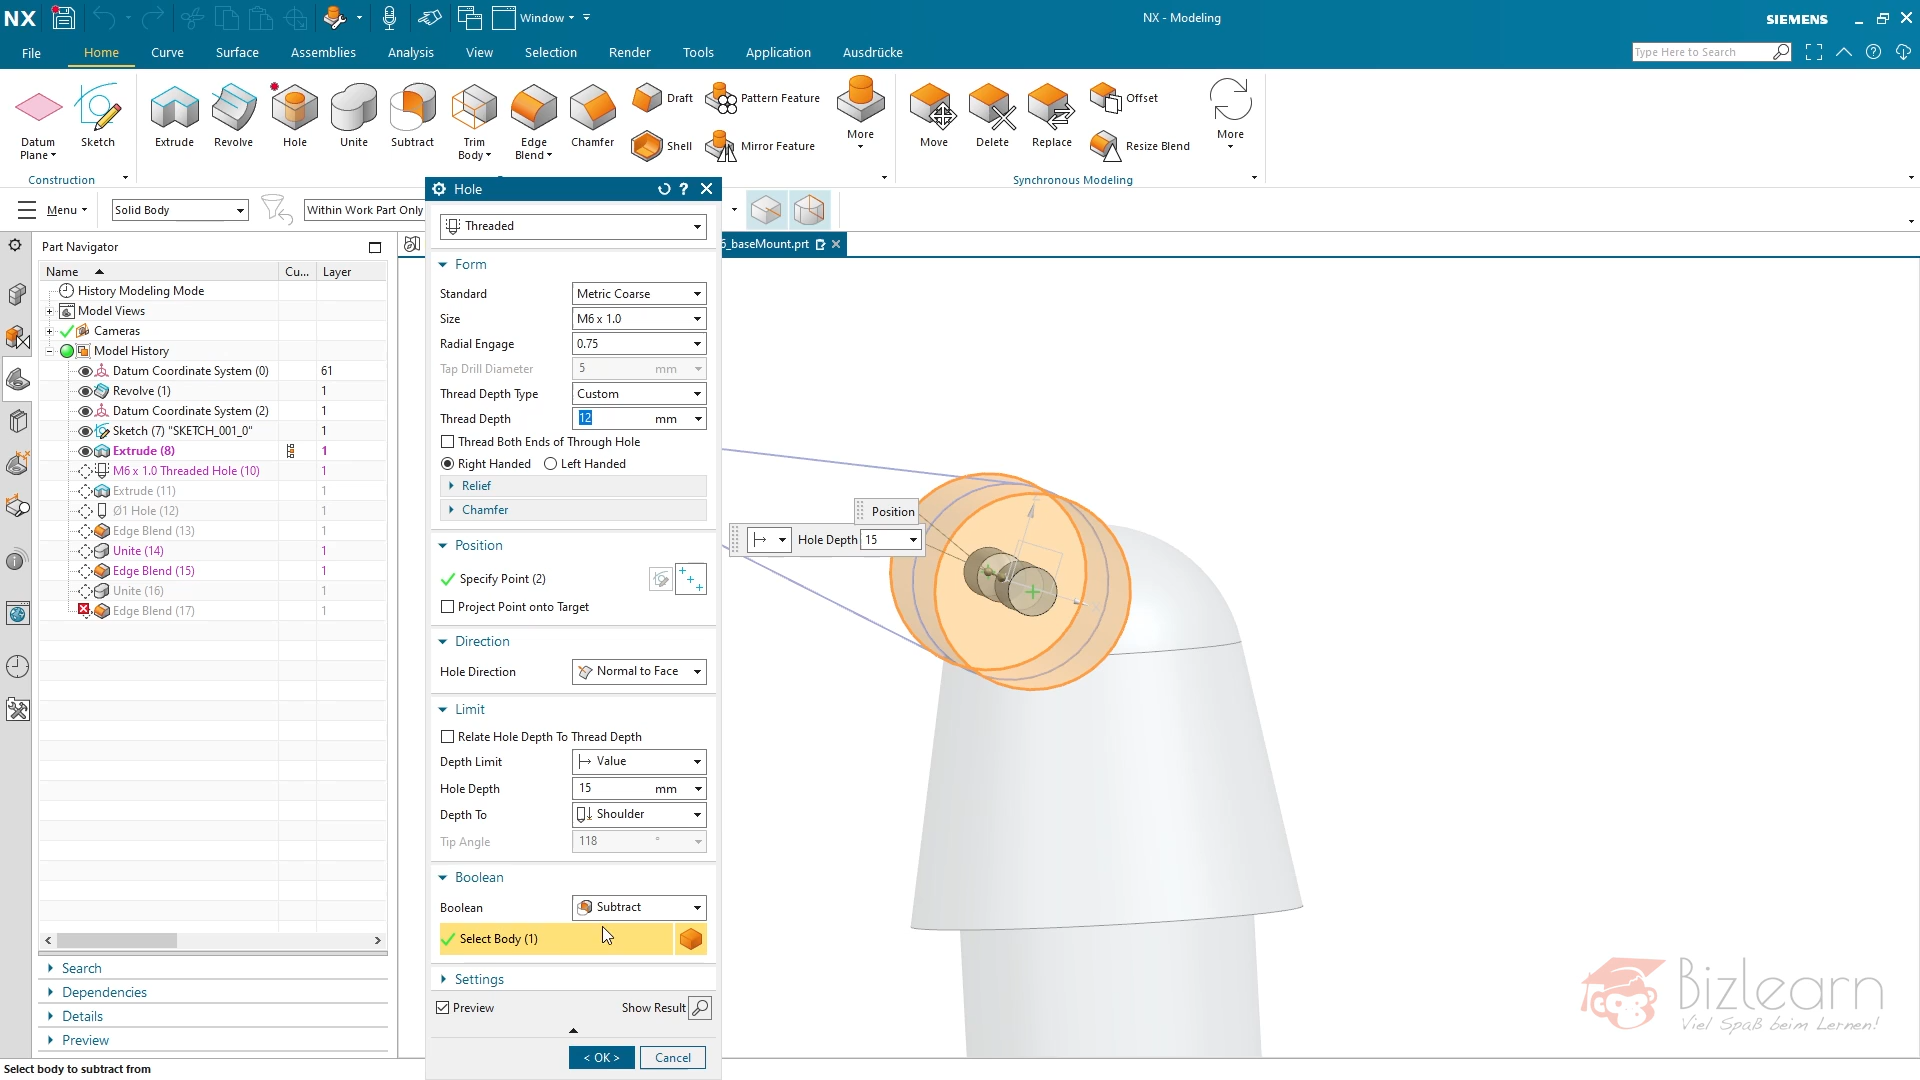 NX
Window
NX - Modeling
SIEMENS
File
Home
Curve
Surface
Assemblies
Analysis
View
Selection
Render
Tools
Application
Ausdrücke
Type Here to Search
Datum Plane
Sketch
Extrude
Revolve
Hole
Unite
Subtract
Trim Body
Edge Blend
Chamfer
Draft
Shell
Pattern Feature
Mirror Feature
More
Move
Delete
Replace
Offset
Resize Blend
More
Construction
Synchronous Modeling
Menu
Solid Body
Within Work Part Only
Part Navigator
Name
Cu...
Layer
History Modeling Mode
Model Views
Cameras
Model History
Datum Coordinate System (0) 61
Revolve (1) 1
Datum Coordinate System (2) 1
Sketch (7) "SKETCH_001_0" 1
Extrude (8) 1
M6 x 1.0 Threaded Hole (10) 1
Extrude (11) 1
Ø1 Hole (12) 1
Edge Blend (13) 1
Unite (14) 1
Edge Blend (15) 1
Unite (16) 1
Edge Blend (17) 1
Search
Dependencies
Details
Preview
Select body to subtract from
Hole
Threaded
Form
Standard Metric Coarse
Size M6 x 1.0
Radial Engage 0.75
Tap Drill Diameter 5 mm
Thread Depth Type Custom
Thread Depth 12 mm
Thread Both Ends of Through Hole
Right Handed Left Handed
Relief
Chamfer
Position
Specify Point (2)
Project Point onto Target
Direction
Hole Direction Normal to Face
Limit
Relate Hole Depth To Thread Depth
Depth Limit Value
Hole Depth 15 mm
Depth To Shoulder
Tip Angle 118 °
Boolean
Boolean Subtract
Select Body (1)
Settings
Preview Show Result
< OK > Cancel
_baseMount.prt
Position
Hole Depth 15
Bizlearn
Viel Spaß beim Lernen!